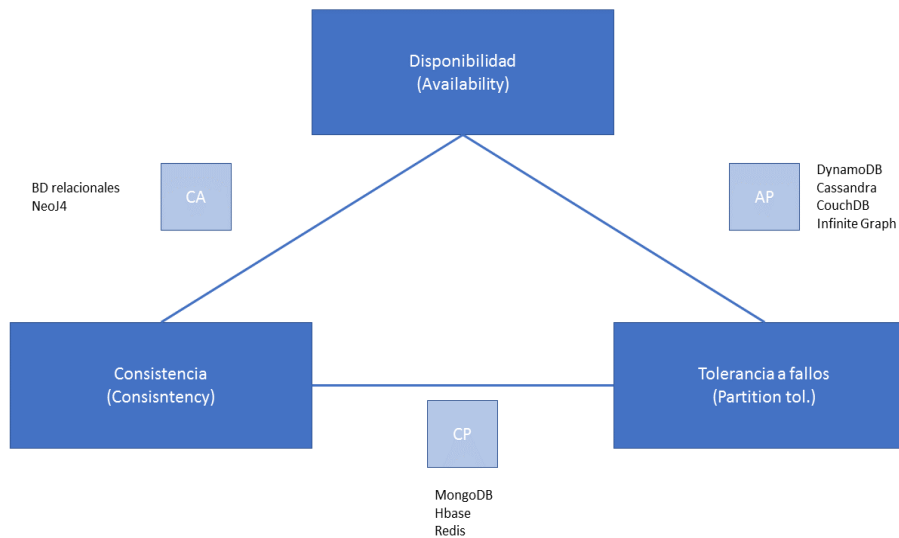 Disponibilidad
(Availability)
BD relacionales
NeoJ4
CA
AP
DynamoDB
Cassandra
CouchDB
Infinite Graph
Consistencia
(Consisntency)
Tolerancia a fallos
(Partition tol.)
CP
MongoDB
Hbase
Redis